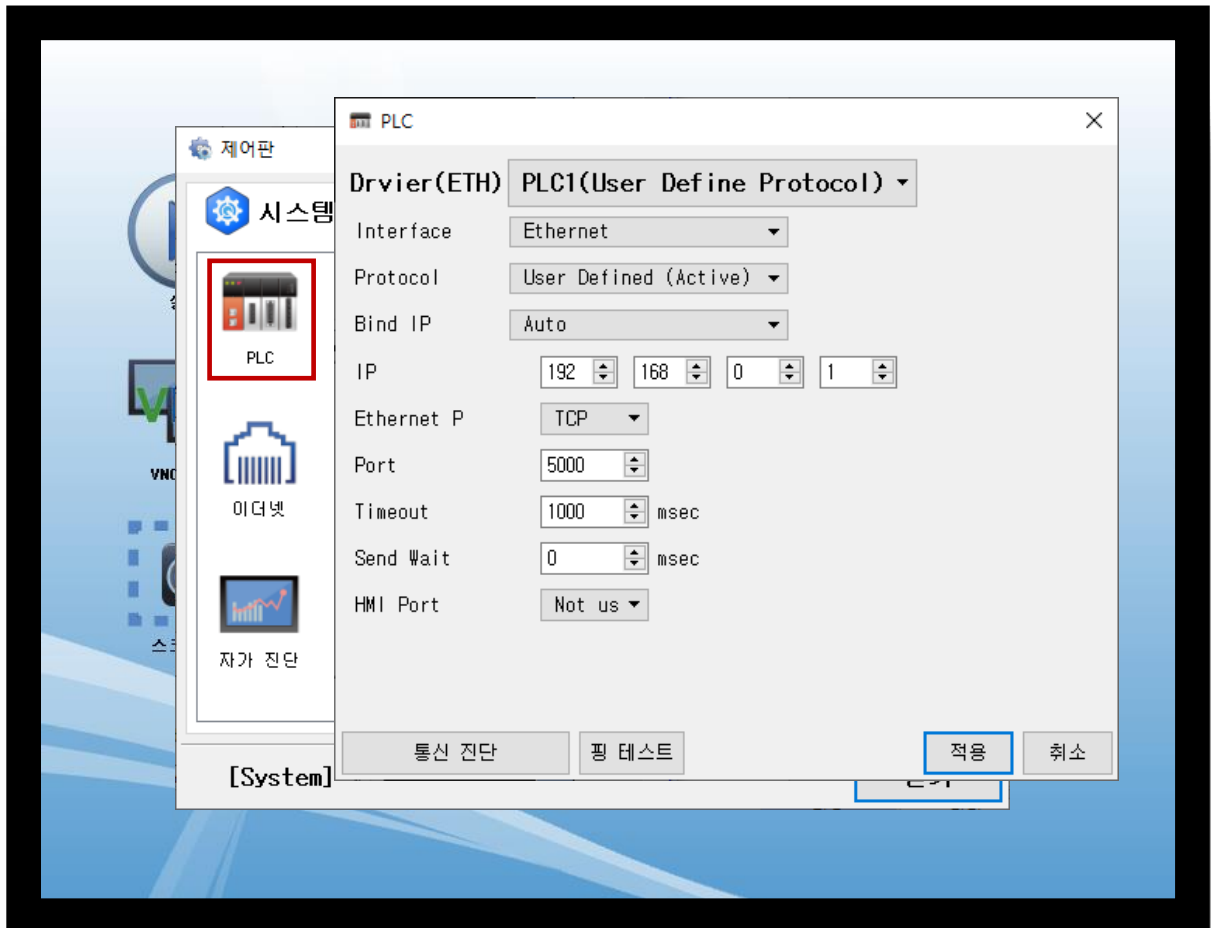 PLC
제어판
Drvier(ETH) PLC1(User Define Protocol)
시스템
Interface Ethernet
Protocol User Defined (Active)
Bind IP Auto
PLC
IP 192 168 0 1
Ethernet P TCP
Port 5000
VNC
이더넷
Timeout 1000 msec
Send Wait 0 msec
HMI Port Not us
자가 진단
통신 진단 핑 테스트 적용 취소
[System]